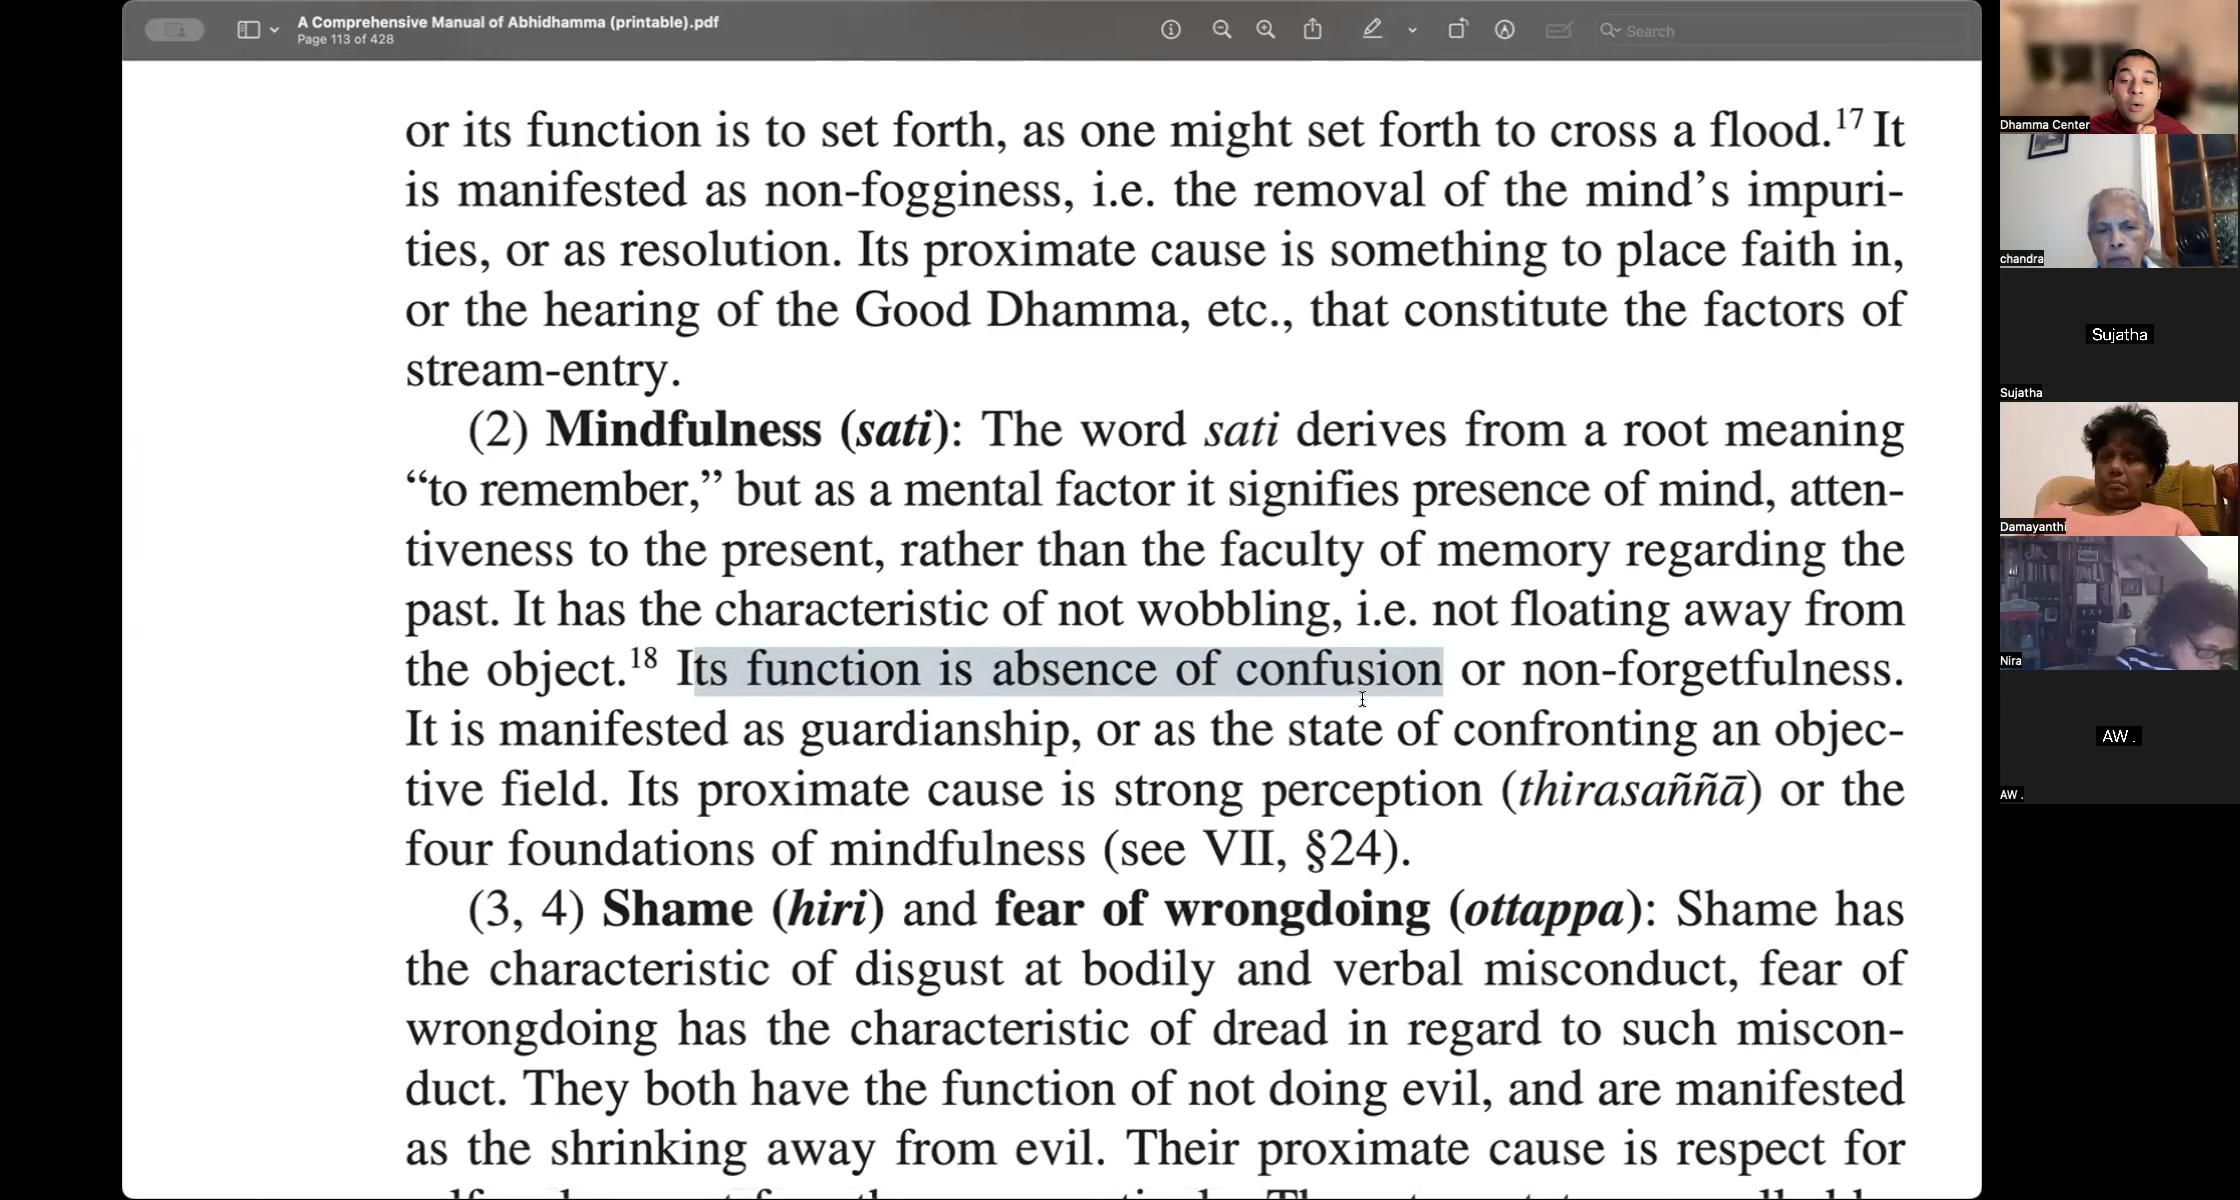 A Comprehensive Manual of Abhidhamma (printable).pdf
Page 113 of 428
Search
or its function is to set forth, as one might set forth to cross a flood.17 It
is manifested as non-fogginess, i.e. the removal of the mind’s impuri-
ties, or as resolution. Its proximate cause is something to place faith in,
or the hearing of the Good Dhamma, etc., that constitute the factors of
stream-entry.
(2) Mindfulness (sati): The word sati derives from a root meaning
“to remember,” but as a mental factor it signifies presence of mind, atten-
tiveness to the present, rather than the faculty of memory regarding the
past. It has the characteristic of not wobbling, i.e. not floating away from
the object.18 Its function is absence of confusion or non-forgetfulness.
It is manifested as guardianship, or as the state of confronting an objec-
tive field. Its proximate cause is strong perception (thirasaññā) or the
four foundations of mindfulness (see VII, §24).
(3, 4) Shame (hiri) and fear of wrongdoing (ottappa): Shame has
the characteristic of disgust at bodily and verbal misconduct, fear of
wrongdoing has the characteristic of dread in regard to such miscon-
duct. They both have the function of not doing evil, and are manifested
as the shrinking away from evil. Their proximate cause is respect for
Dhamma Center
chandra
Sujatha
Sujatha
Damayanthi
Nira
AW .
AW .